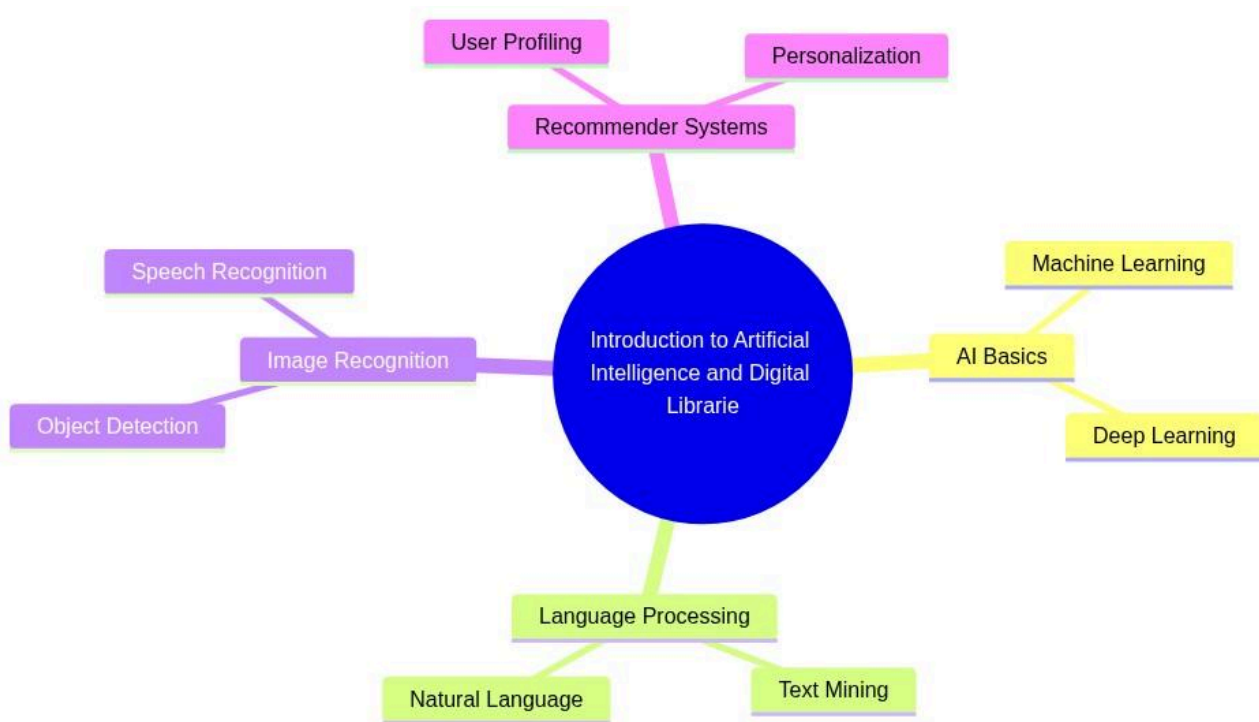 User Profiling
Personalization
Recommender Systems
Speech Recognition
Machine Learning
Introduction to Artificial
Intelligence and Digital
Librarie
AI Basics
Image Recognition
Object Detection
Deep Learning
Language Processing
Natural Language
Text Mining